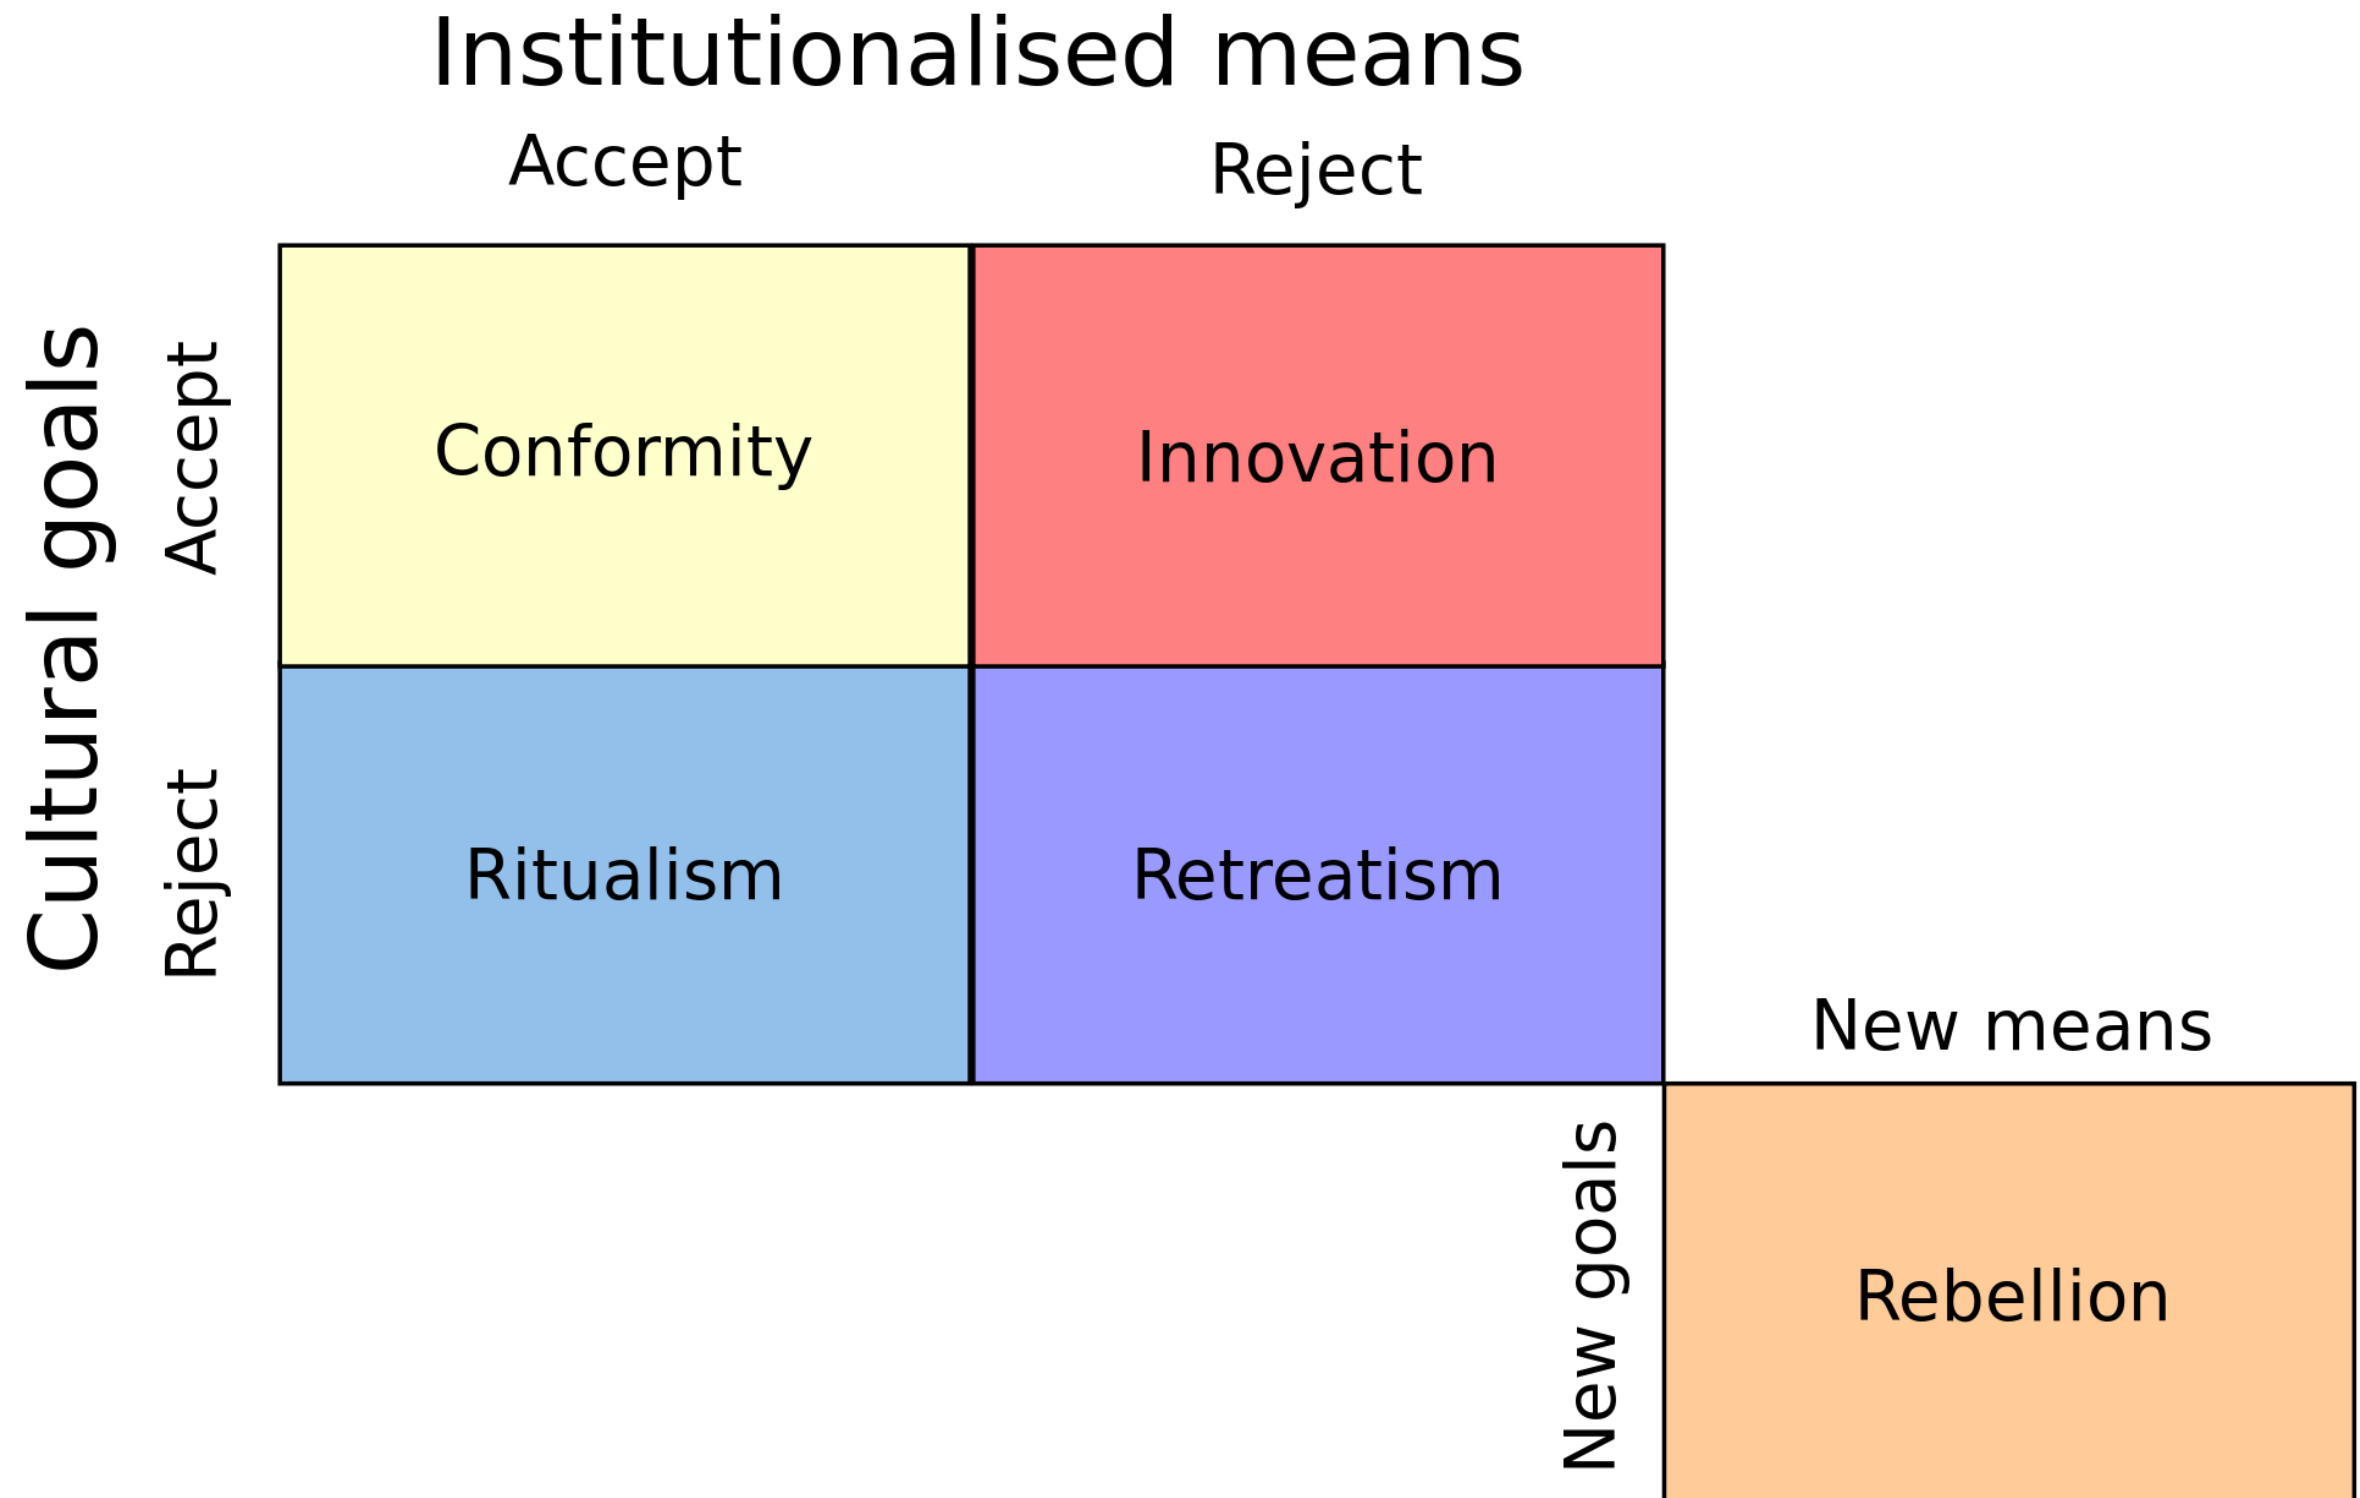 Institutionalised means
Accept
Reject
Cultural goals
Accept
Conformity
Innovation
Reject
Ritualism
Retreatism
New means
New goals
Rebellion